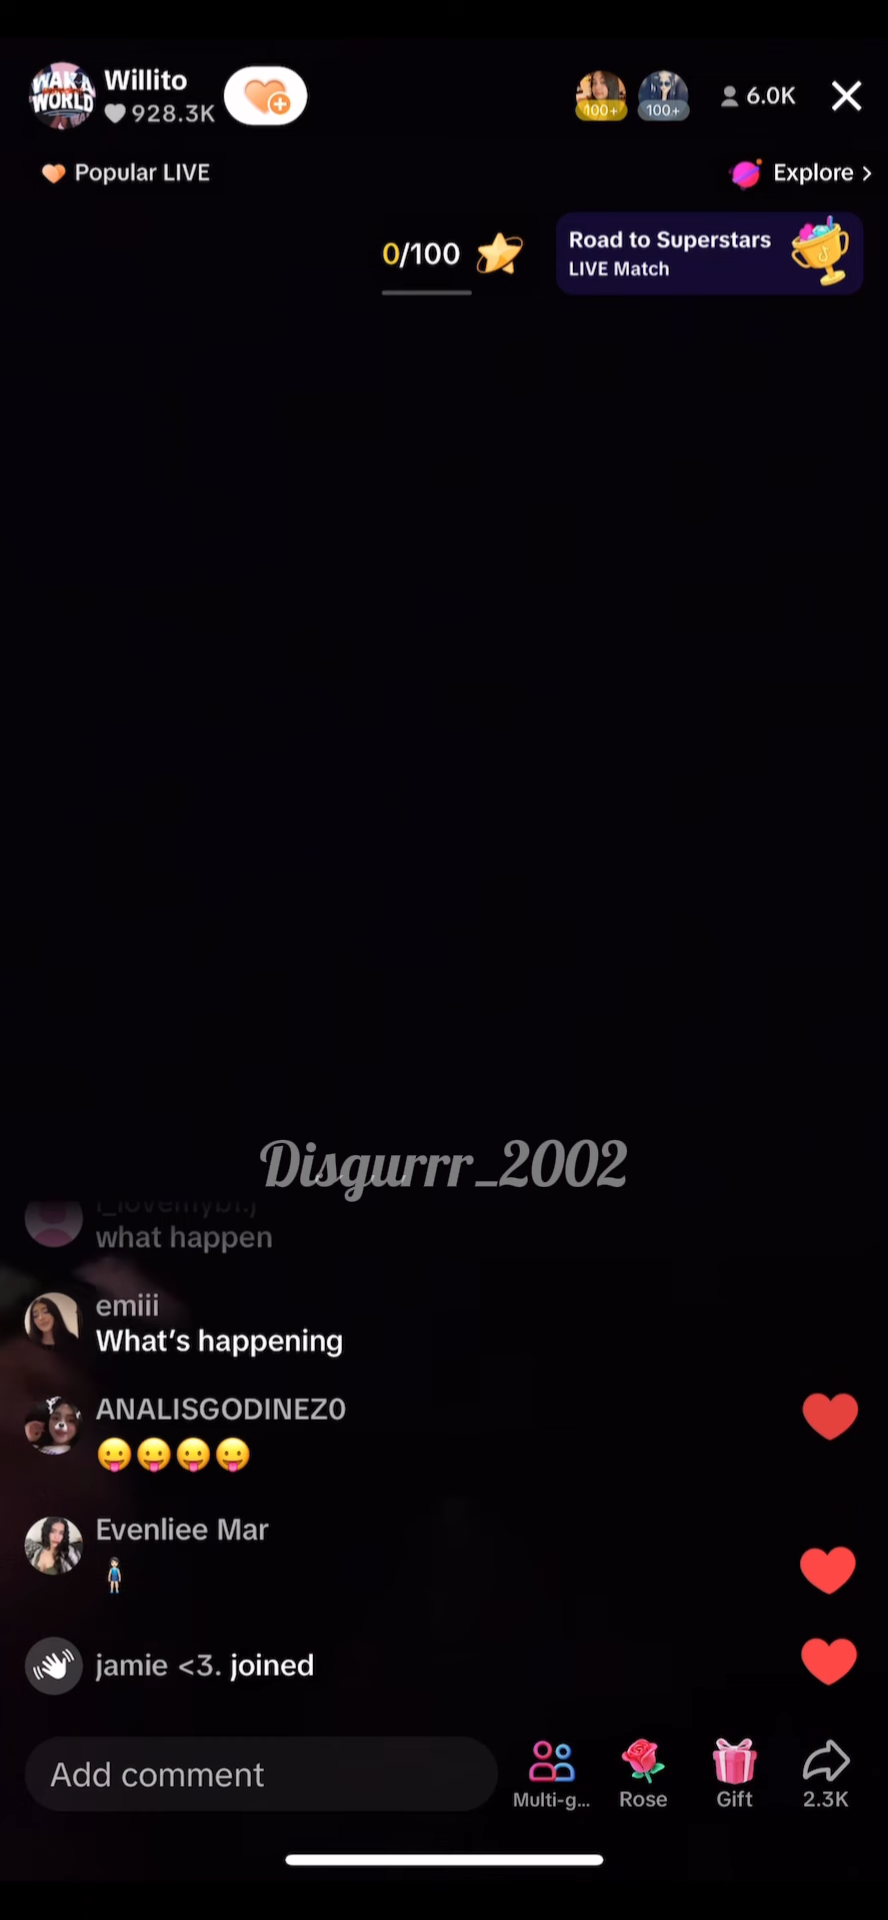 WAKA
WORLD
Willito
928.3K
100+
100+
6.0K
Popular LIVE
Explore >
0/100
Road to Superstars
LIVE Match
Disgurrr_2002
what happen
emiii
What's happening
ANALISGODINEZ0
😛😛😛😛
Evenliee Mar
🧍🏻‍♂️
jamie <3. joined
Add comment
Multi-g...
Rose
Gift
2.3K